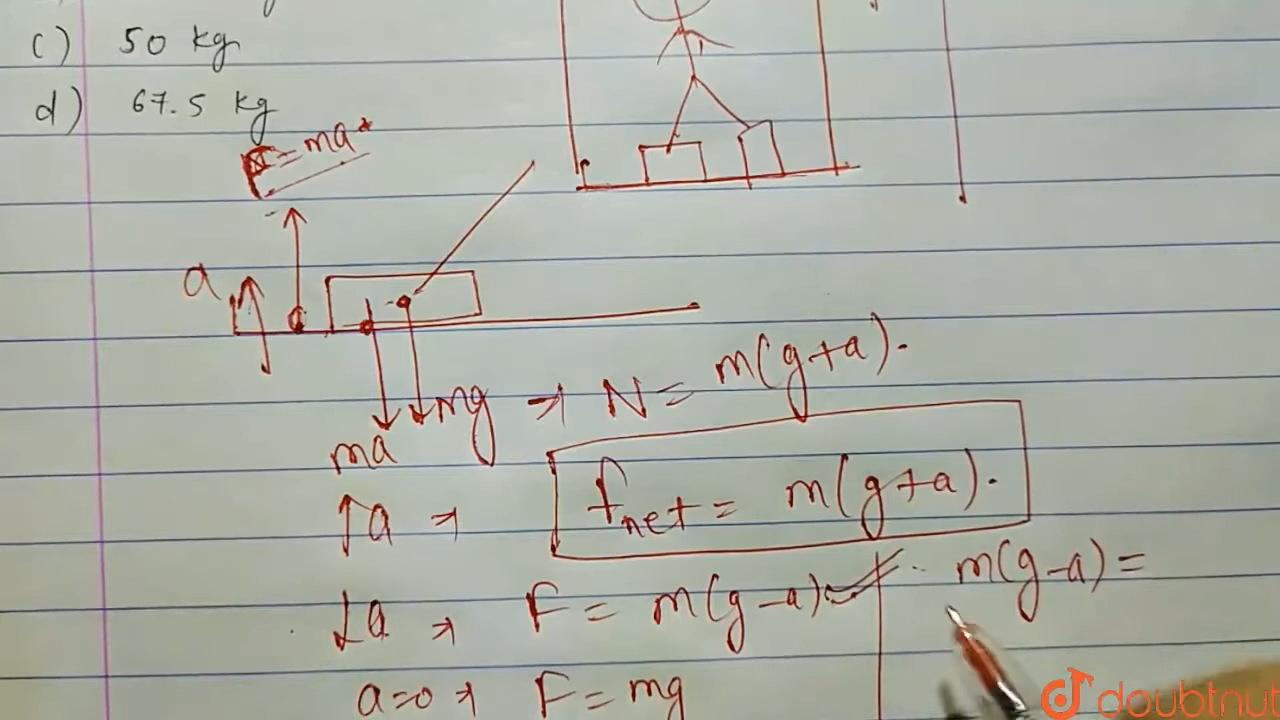 c) 50 kg
d) 67.5 kg
= ma
a
mg → N = m(g+a).
ma
↑a → fnet = m(g+a).
↓a → F = m(g-a) m(g-a) =
a=0 → F = mg
doubtnut